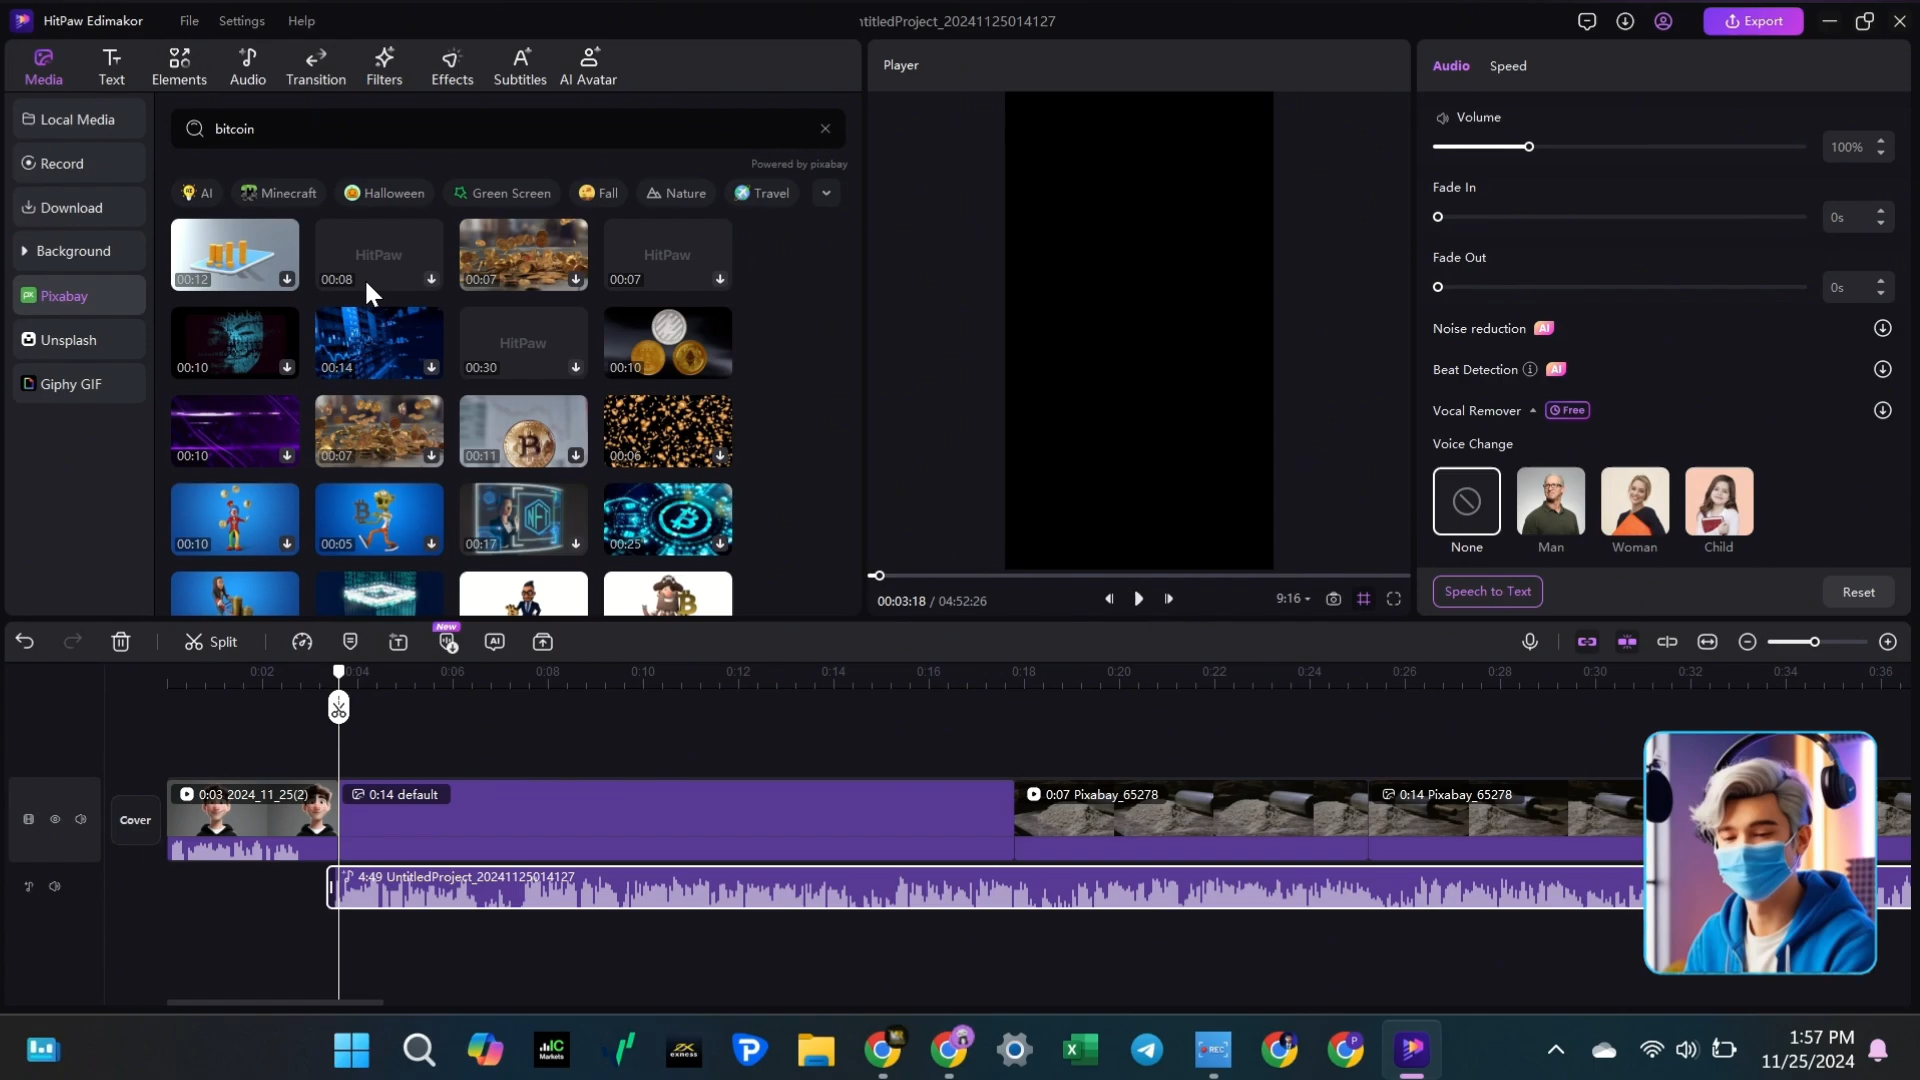 HitPaw Edimakor
File
Settings
Help
ntitledProject_20241125014127
Export
Media
Text
Elements
Audio
Transition
Filters
Effects
Subtitles
AI Avatar
Player
Audio
Speed
Local Media
Record
Download
Background
Pixabay
Unsplash
Giphy GIF
bitcoin
Powered by pixabay
AI
Minecraft
Halloween
Green Screen
Fall
Nature
Travel
00:12
HitPaw
00:08
00:07
HitPaw
00:07
00:10
00:14
HitPaw
00:30
00:10
00:10
00:07
00:11
00:06
00:10
00:05
NFT
00:17
00:25
00:03:18 / 04:52:26
9:16
Volume
100%
Fade In
0s
Fade Out
0s
Noise reduction AI
Beat Detection AI
Vocal Remover Free
Voice Change
None
Man
Woman
Child
Speech to Text
Reset
Split
New
AI
0:02
0:04
0:06
0:08
0:10
0:12
0:14
0:16
0:18
0:20
0:22
0:24
0:26
0:28
0:30
0:32
0:34
0:36
Cover
0:03 2024_11_25(2)
0:14 default
0:07 Pixabay_65278
0:14 Pixabay_65278
4:49 UntitledProject_20241125014127
IC
Markets
exness
REC
1:57 PM
11/25/2024